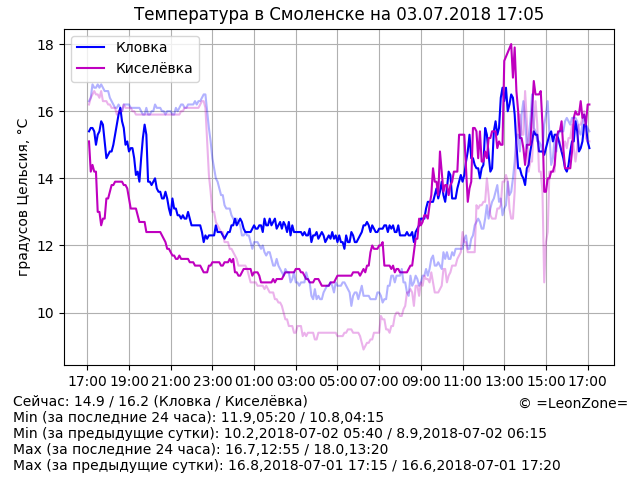 Температура в Смоленске на 03.07.2018 17:05
Кловка
Киселёвка
градусов Цельсия, °C
18
16
14
12
10
17:00 19:00 21:00 23:00 01:00 03:00 05:00 07:00 09:00 11:00 13:00 15:00 17:00
Сейчас: 14.9 / 16.2 (Кловка / Киселёвка)
© =LeonZone=
Min (за последние 24 часа): 11.9,05:20 / 10.8,04:15
Min (за предыдущие сутки): 10.2,2018-07-02 05:40 / 8.9,2018-07-02 06:15
Max (за последние 24 часа): 16.7,12:55 / 18.0,13:20
Max (за предыдущие сутки): 16.8,2018-07-01 17:15 / 16.6,2018-07-01 17:20